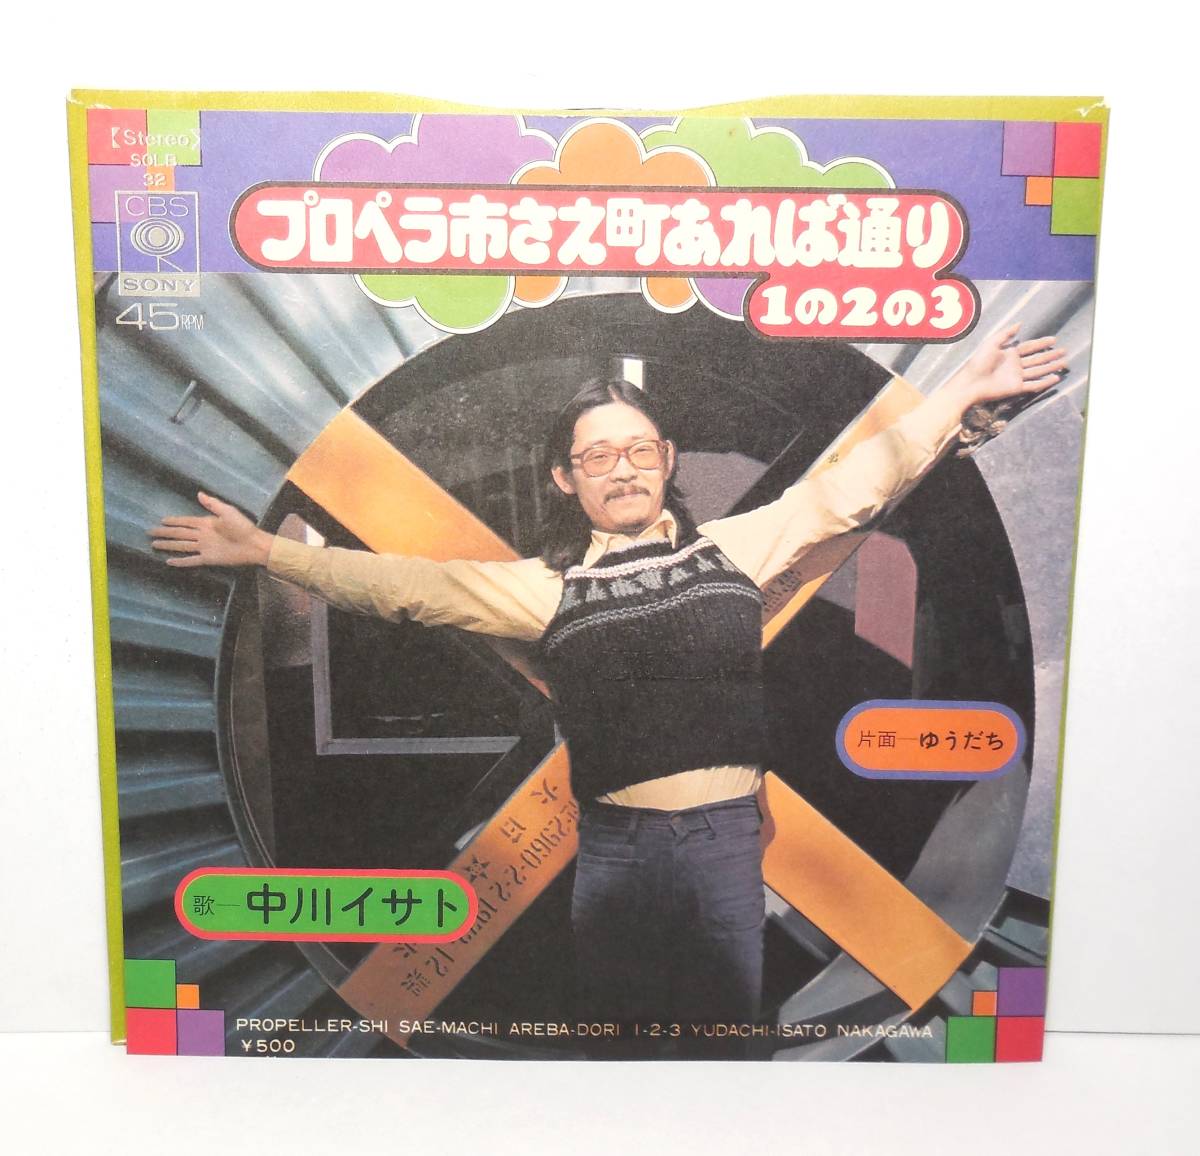 【Stereo】
SOLB
32
CBS
SONY
45RPM
プロペラ市さえ町あれば通り
1の2の3
片面─ゆうだち
歌─中川イサト
PROPELLER-SHI SAE-MACHI AREBA-DORI 1-2-3 YUDACHI-ISATO NAKAGAWA
¥500